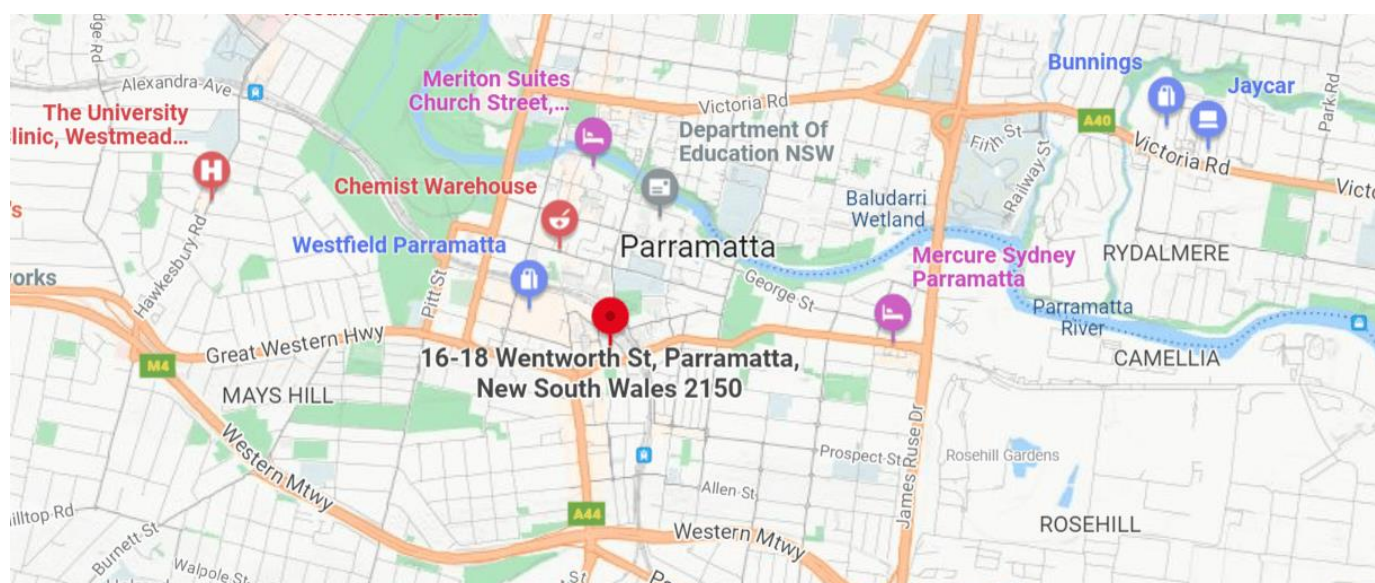 Westmead Hospital
Alexandra-Ave
The University
Clinic, Westmead...
Meriton Suites
Church Street,...
Victoria Rd
Department Of
Education NSW
Chemist Warehouse
Westfield Parramatta
Parramatta
Hawkesbury Rd
Pitt St
Great Western Hwy
M4
MAYS HILL
16-18 Wentworth St, Parramatta,
New South Wales 2150
George St
Baludarri
Wetland
Mercure Sydney
Parramatta
Bunnings
Jaycar
A40
Victoria Rd
Fifth St
Railway St
Park-Rd
RYDALMERE
Parramatta
River
CAMELLIA
James Ruse Dr
Prospect-St
Allen-St
Rosehill Gardens
ROSEHILL
Western Mtwy
A44
Western Mtwy
Burnett St
Walpole St